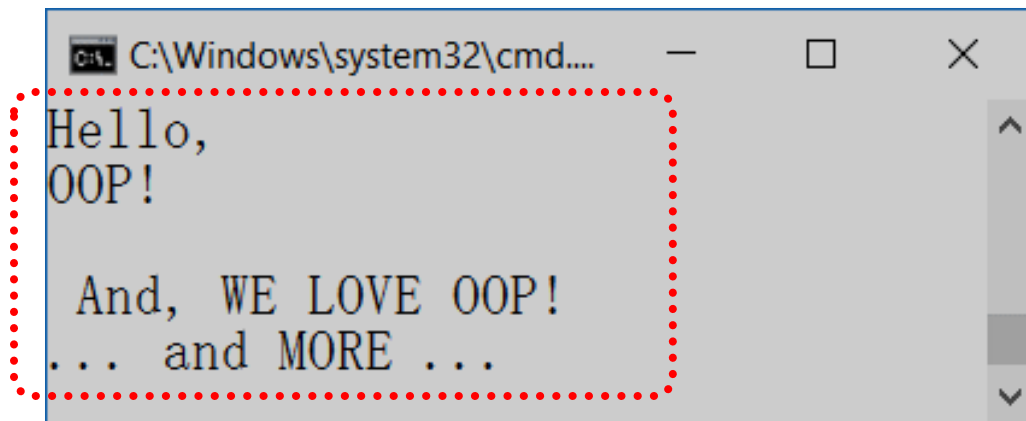 C:\Windows\system32\cmd....
Hello,
OOP!
And, WE LOVE OOP!
... and MORE ...